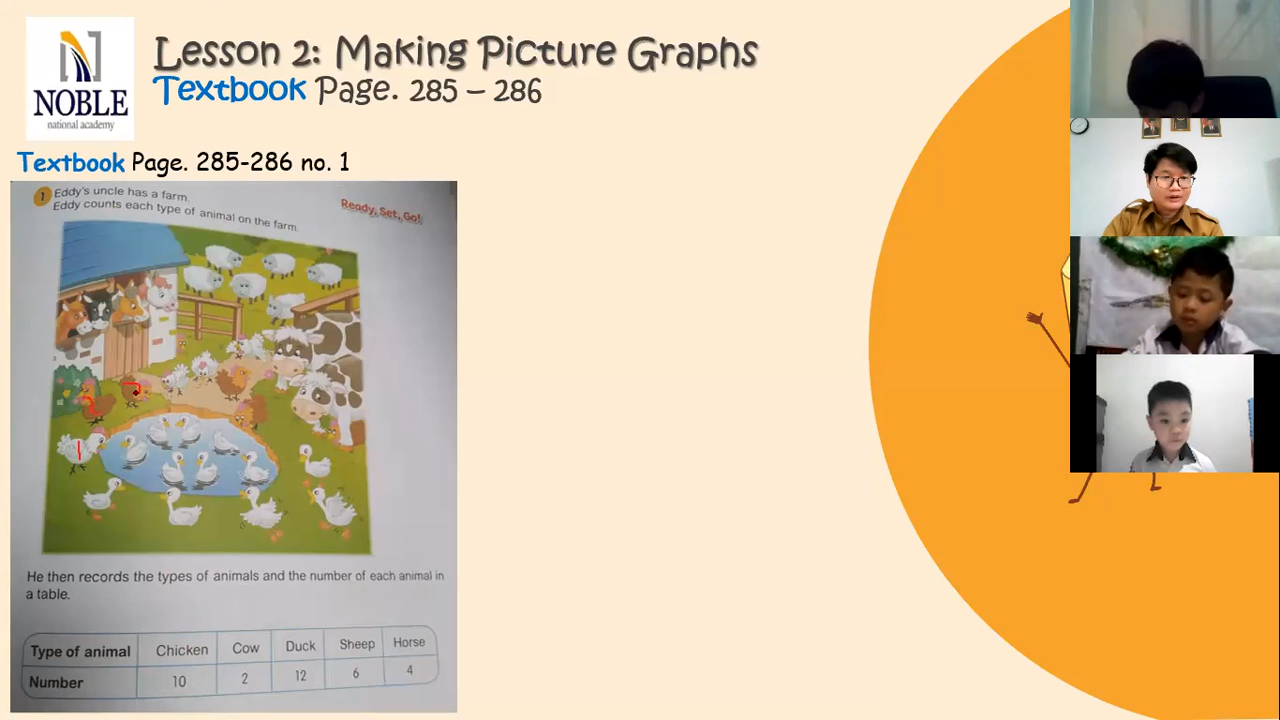 NOBLE
national academy
Lesson 2: Making Picture Graphs
Textbook Page. 285 – 286
Textbook Page. 285-286 no. 1
1 Eddy's uncle has a farm.
Eddy counts each type of animal on the farm.
Ready, Set, Go!
He then records the types of animals and the number of each animal in
a table.
Type of animal Chicken Cow Duck Sheep Horse
Number 10 2 12 6 4